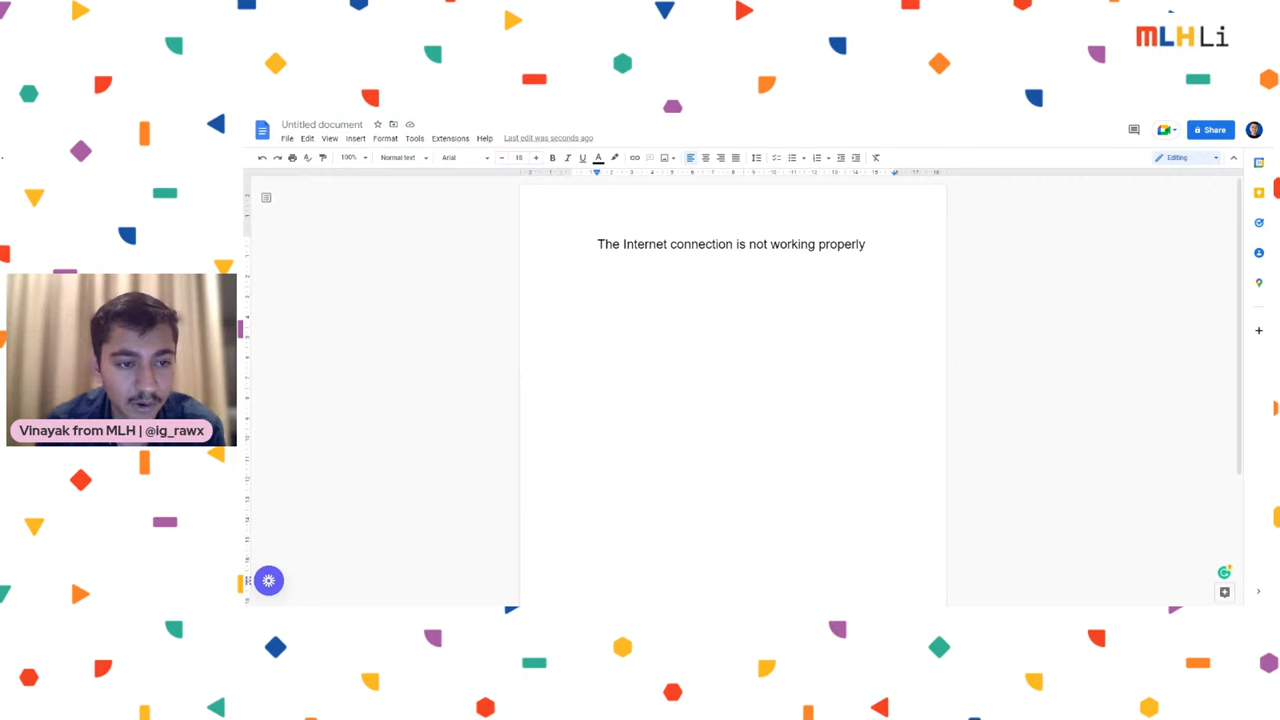 MLH Li
Untitled document
File Edit View Insert Format Tools Extensions Help Last edit was seconds ago
Share
100% Normal text Arial 18 B I U A Editing
The Internet connection is not working properly
Vinayak from MLH | @ig_rawx